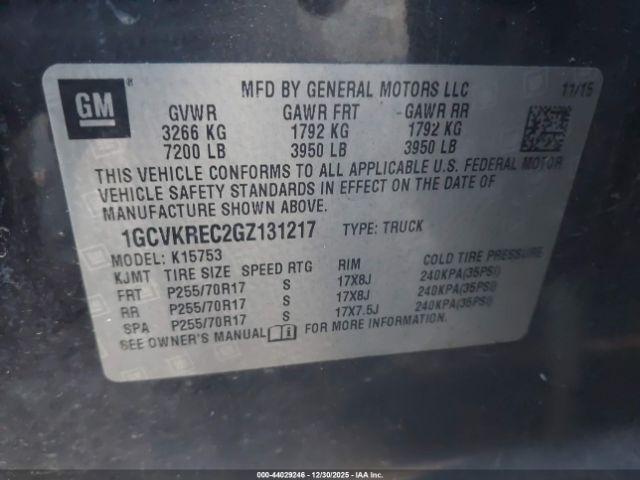 GM ®
MFD BY GENERAL MOTORS LLC 11/15
GVWR GAWR FRT GAWR RR
3266 KG 1792 KG 1792 KG
7200 LB 3950 LB 3950 LB
THIS VEHICLE CONFORMS TO ALL APPLICABLE U.S. FEDERAL MOTOR
VEHICLE SAFETY STANDARDS IN EFFECT ON THE DATE OF
MANUFACTURE SHOWN ABOVE.
1GCVKREC2GZ131217 TYPE: TRUCK
MODEL: K15753
KJMT TIRE SIZE SPEED RTG RIM COLD TIRE PRESSURE
FRT P255/70R17 S 17X8J 240KPA(35PSI)
RR P255/70R17 S 17X8J 240KPA(35PSI)
SPA P255/70R17 S 17X7.5J 240KPA(35PSI)
SEE OWNER'S MANUAL FOR MORE INFORMATION.
000-44029246 - 12/30/2025 - IAA Inc.